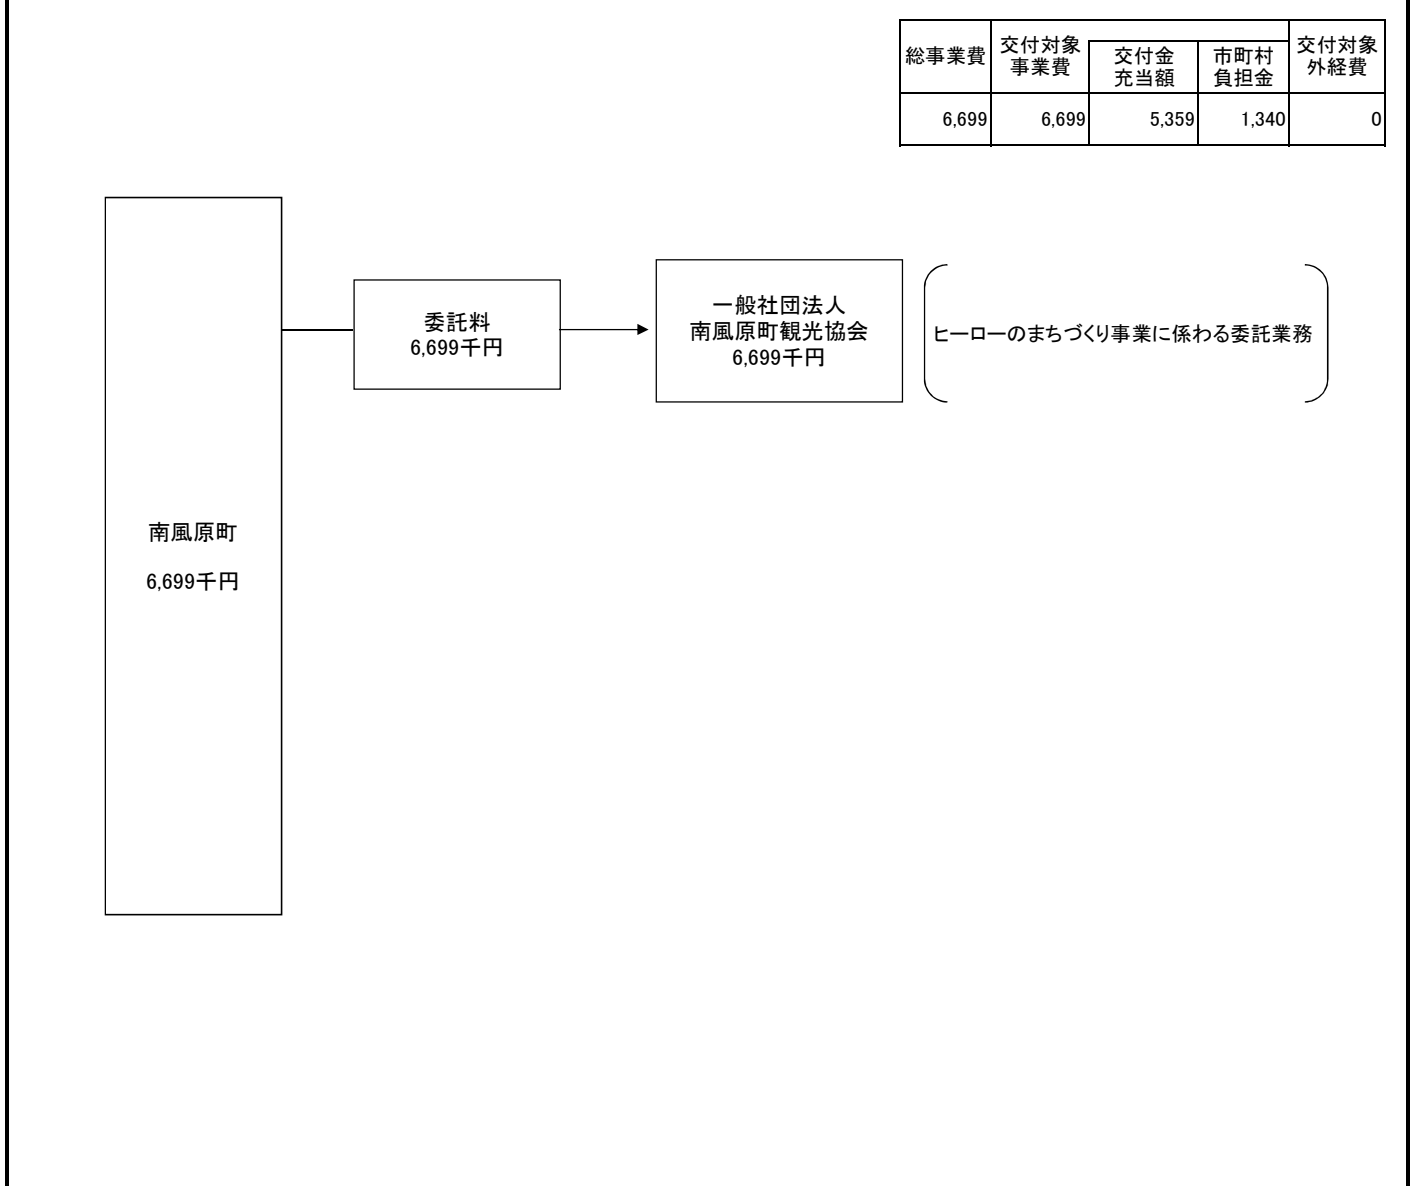 総事業費
交付対象
事業費
交付金
充当額
市町村
負担金
交付対象
外経費
6,699
6,699
5,359
1,340
0
委託料
6,699千円
一般社団法人
南風原町観光協会
6,699千円
ヒーローのまちづくり事業に係わる委託業務
南風原町
6,699千円